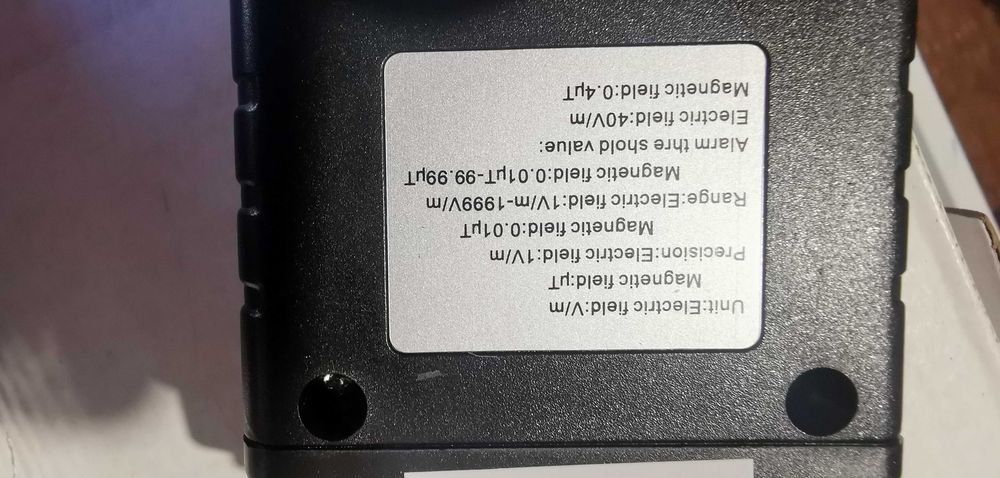 Unit:Electric field:V/m
Magnetic field:µT
Precision:Electric field:1V/m
Magnetic field:0.01µT
Range:Electric field:1V/m-1999V/m
Magnetic field:0.01µT-99.99µT
Alarm thre shold value:
Electric field:40V/m
Magnetic field:0.4µT